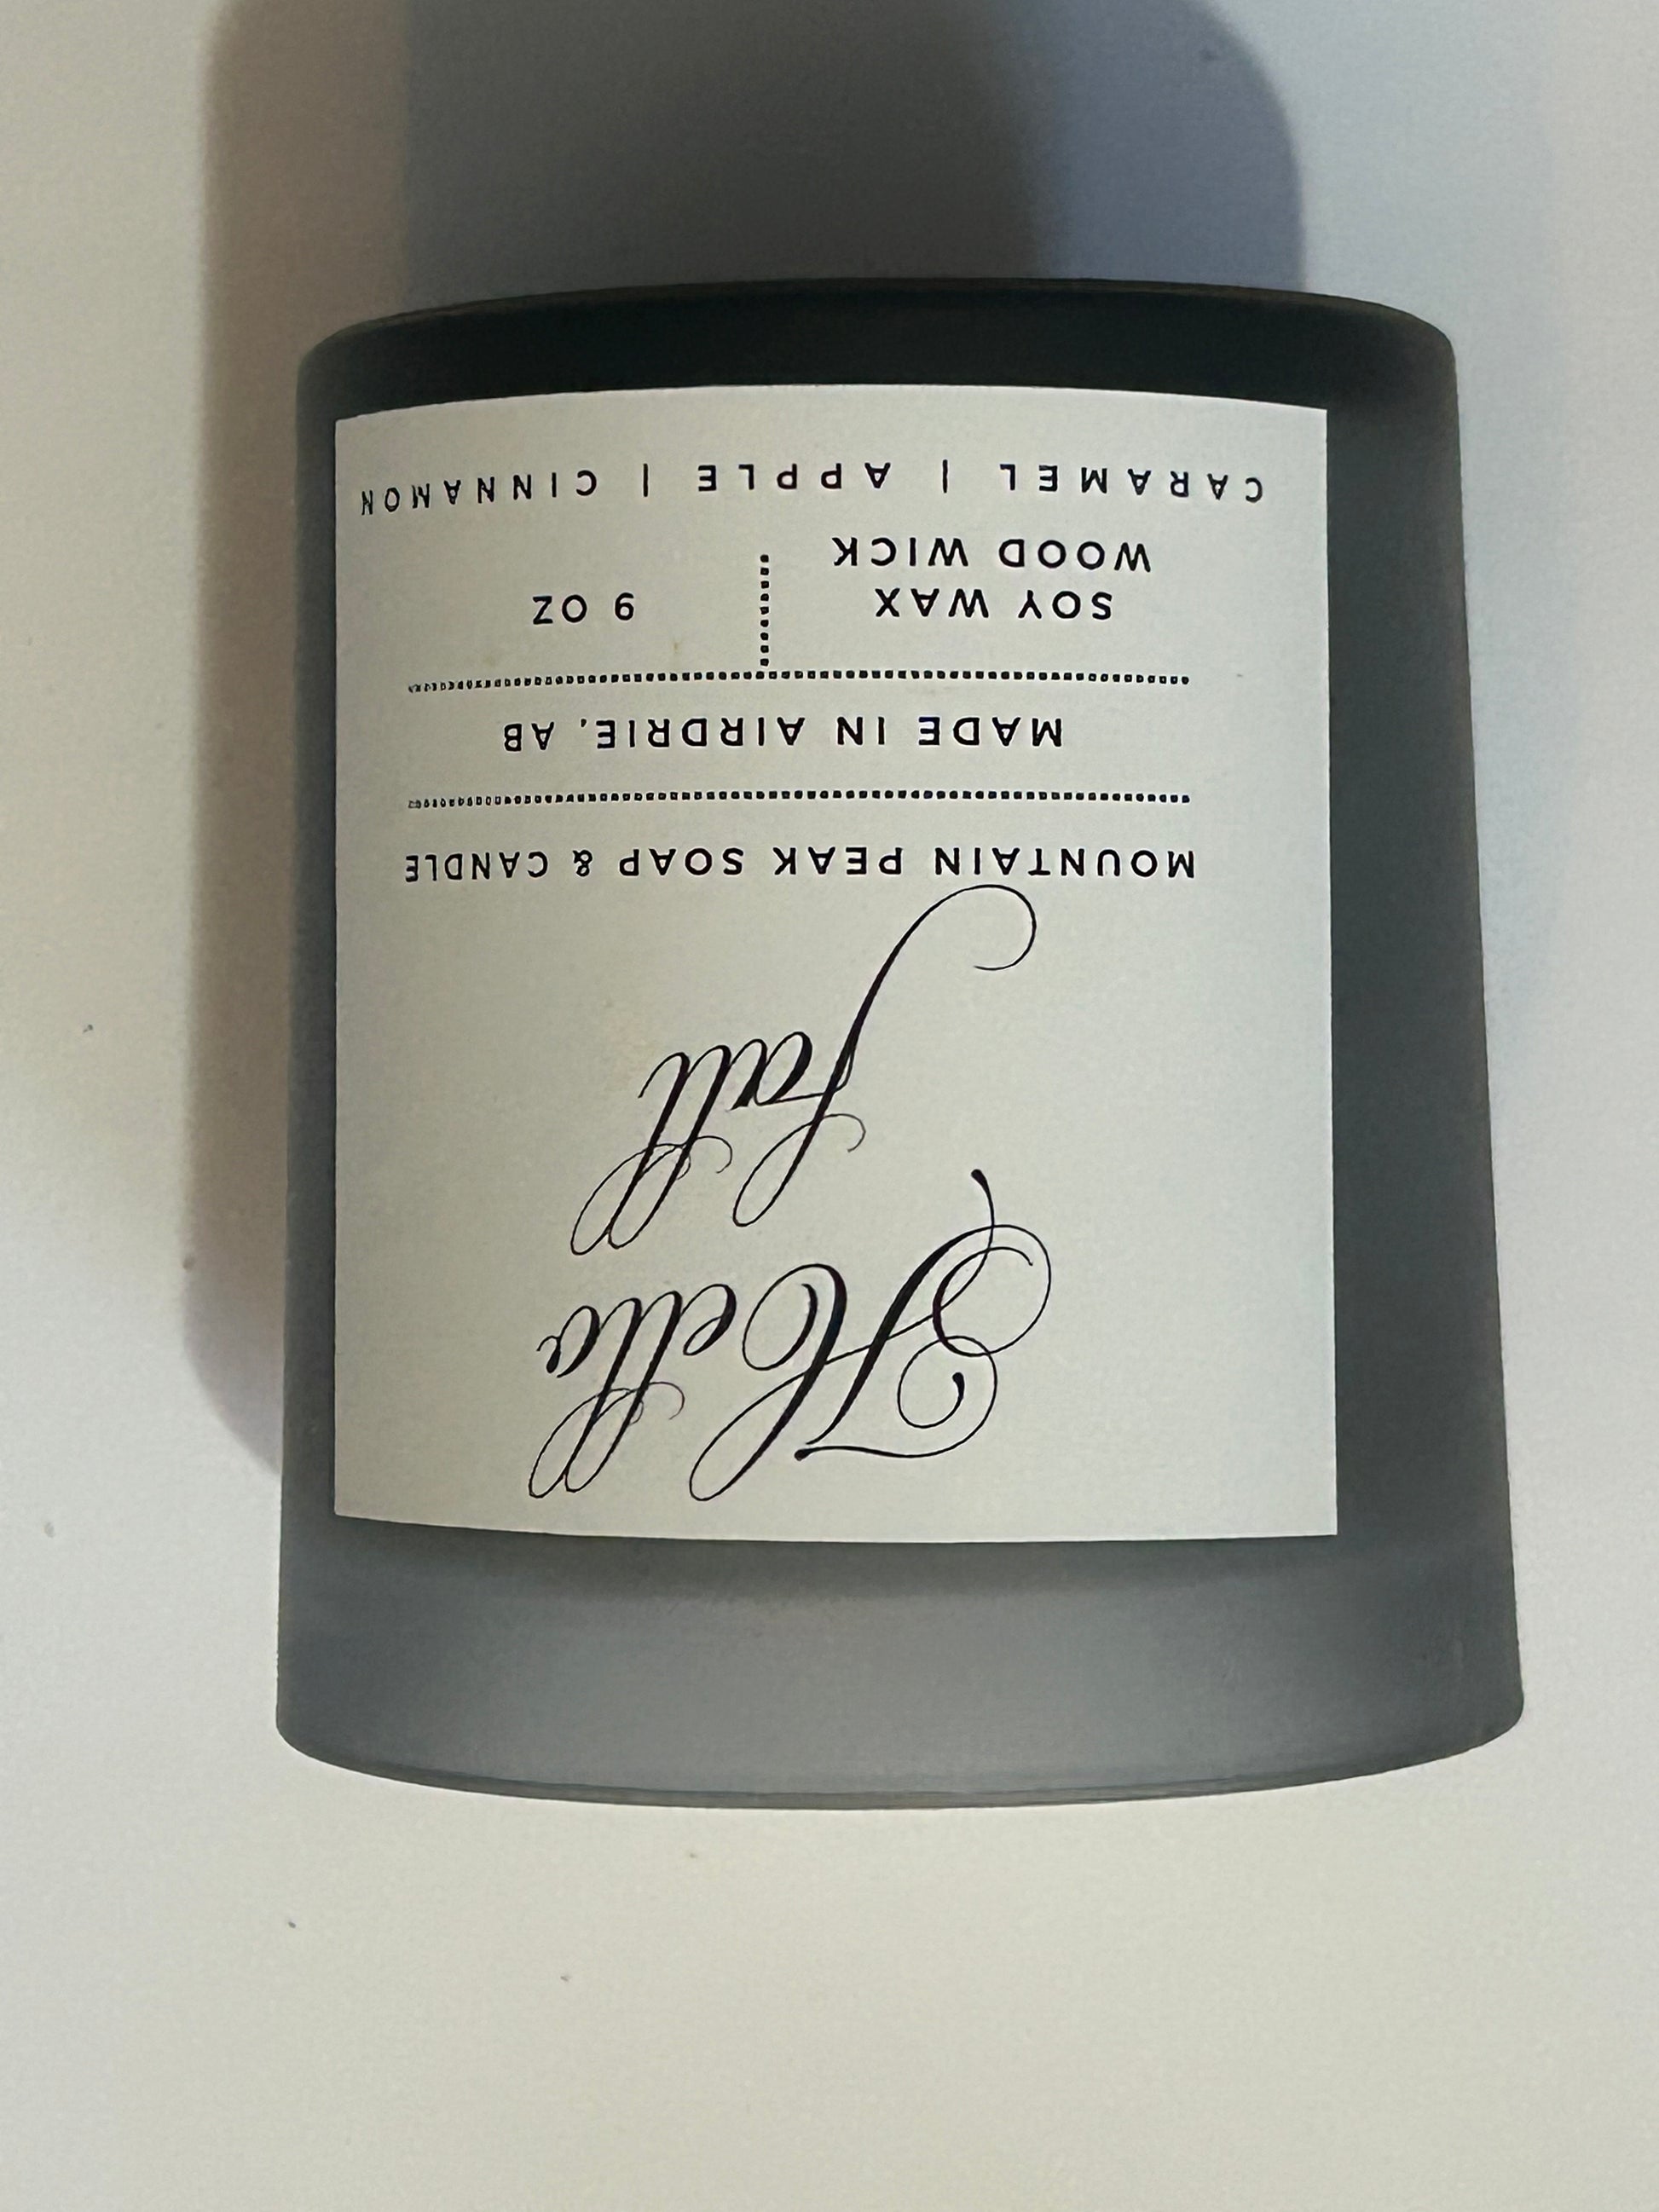 Hello
fall
MOUNTAIN PEAK SOAP & CANDLE
MADE IN AIRDRIE, AB
SOY WAX
WOOD WICK
9 OZ
CARAMEL | APPLE | CINNAMON